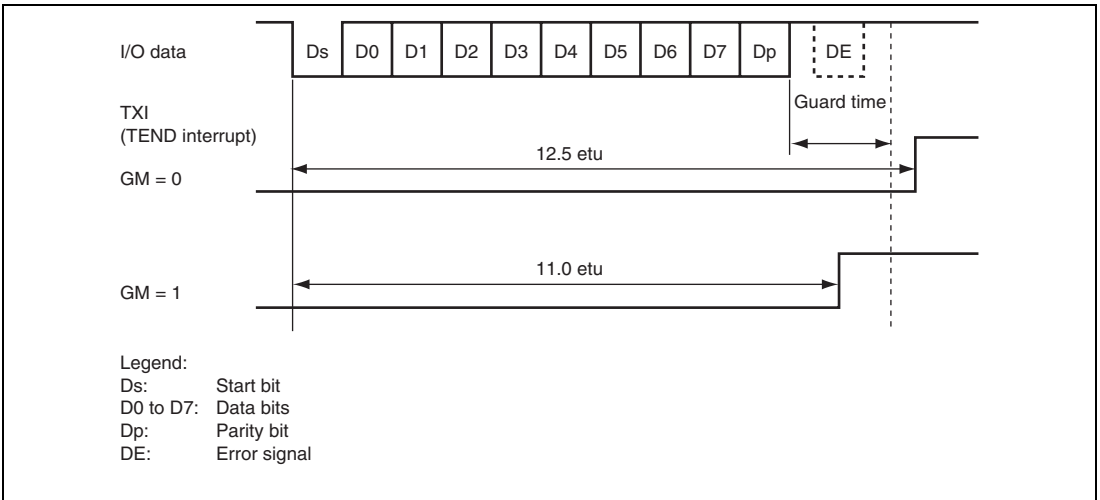 I/O data Ds D0 D1 D2 D3 D4 D5 D6 D7 Dp DE
Guard time
TXI
(TEND interrupt)
12.5 etu
GM = 0
11.0 etu
GM = 1
Legend:
Ds: Start bit
D0 to D7: Data bits
Dp: Parity bit
DE: Error signal